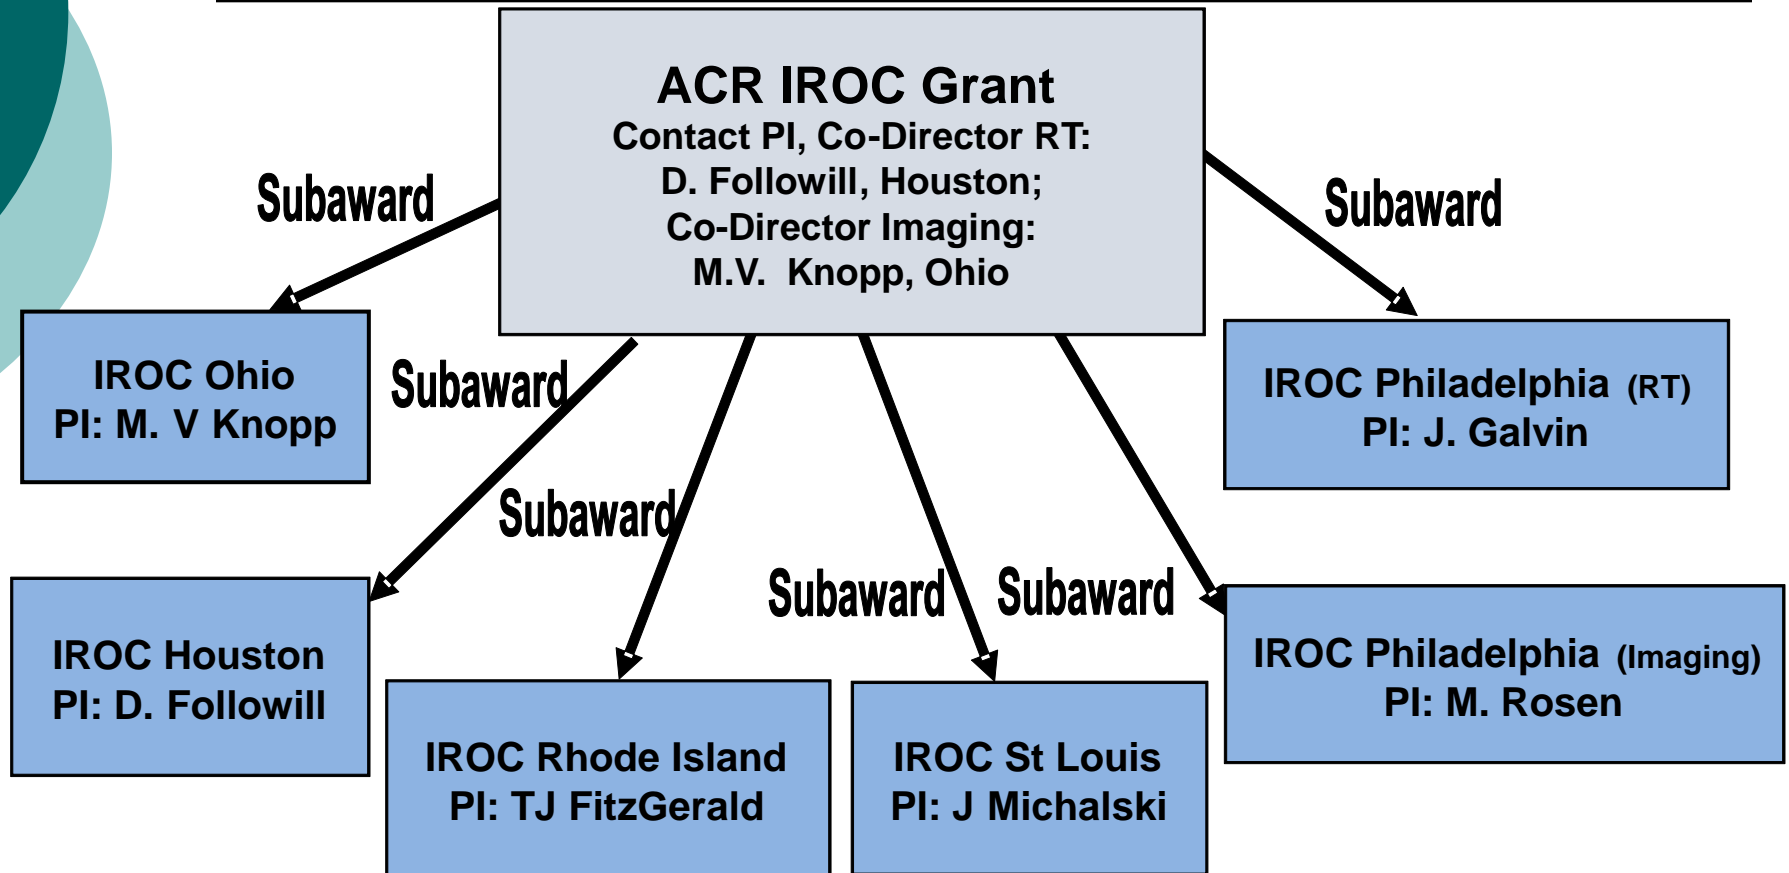 ACR IROC Grant
Contact PI, Co-Director RT:
D. Followill, Houston;
Co-Director Imaging:
M.V. Knopp, Ohio
Subaward
Subaward
IROC Ohio
PI: M. V Knopp
Subaward
IROC Philadelphia (RT)
PI: J. Galvin
Subaward
Subaward
Subaward
IROC Houston
PI: D. Followill
IROC Philadelphia (Imaging)
PI: M. Rosen
IROC Rhode Island
PI: TJ FitzGerald
IROC St Louis
PI: J Michalski